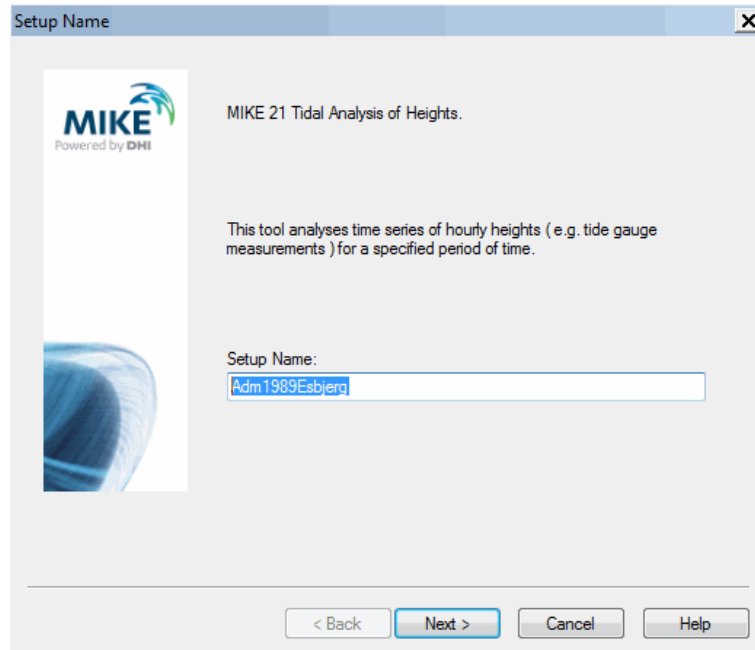 Setup Name
MIKE
Powered by DHI
MIKE 21 Tidal Analysis of Heights.
This tool analyses time series of hourly heights ( e.g. tide gauge
measurements ) for a specified period of time.
Setup Name:
Adm1989Esbjerg
< Back Next > Cancel Help